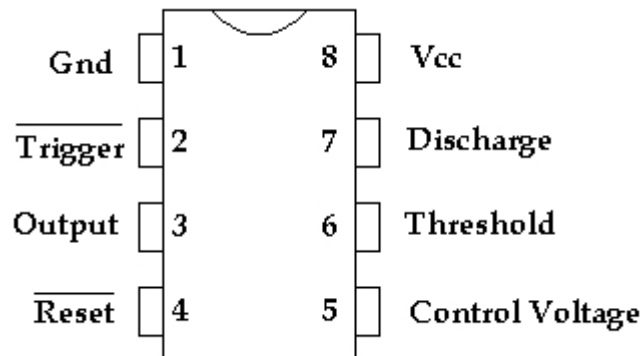 Gnd 1 8 Vcc
Trigger 2 7 Discharge
Output 3 6 Threshold
Reset 4 5 Control Voltage